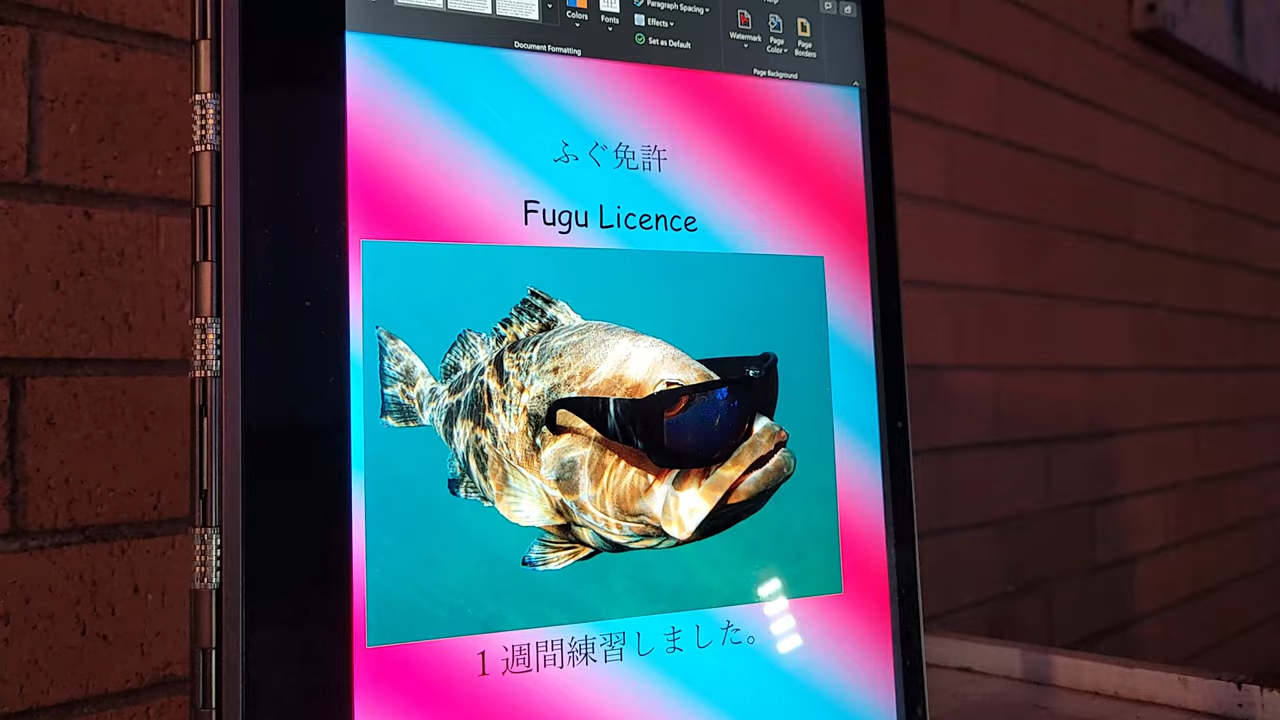 Paragraph Spacing
Colors
Fonts
Effects
Set as Default
Document Formatting
Watermark
Page Color
Page Borders
Page Background
ふぐ免許
Fugu Licence
１週間練習しました。